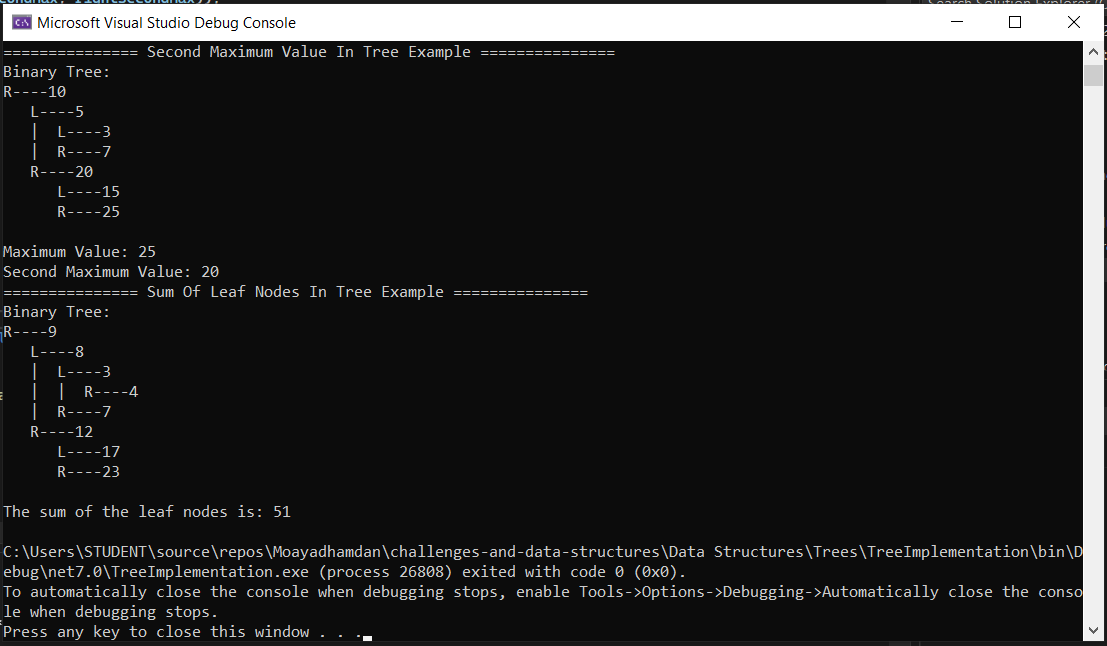 Microsoft Visual Studio Debug Console
=============== Second Maximum Value In Tree Example ===============
Binary Tree:
R----10
   L----5
   |  L----3
   |  R----7
   R----20
      L----15
      R----25
Maximum Value: 25
Second Maximum Value: 20
=============== Sum Of Leaf Nodes In Tree Example ===============
Binary Tree:
R----9
   L----8
   |  L----3
   |  |  R----4
   |  R----7
   R----12
      L----17
      R----23
The sum of the leaf nodes is: 51
C:\Users\STUDENT\source\repos\Moayadhamdan\challenges-and-data-structures\Data Structures\Trees\TreeImplementation\bin\D
ebug\net7.0\TreeImplementation.exe (process 26808) exited with code 0 (0x0).
To automatically close the console when debugging stops, enable Tools->Options->Debugging->Automatically close the conso
le when debugging stops.
Press any key to close this window . . .